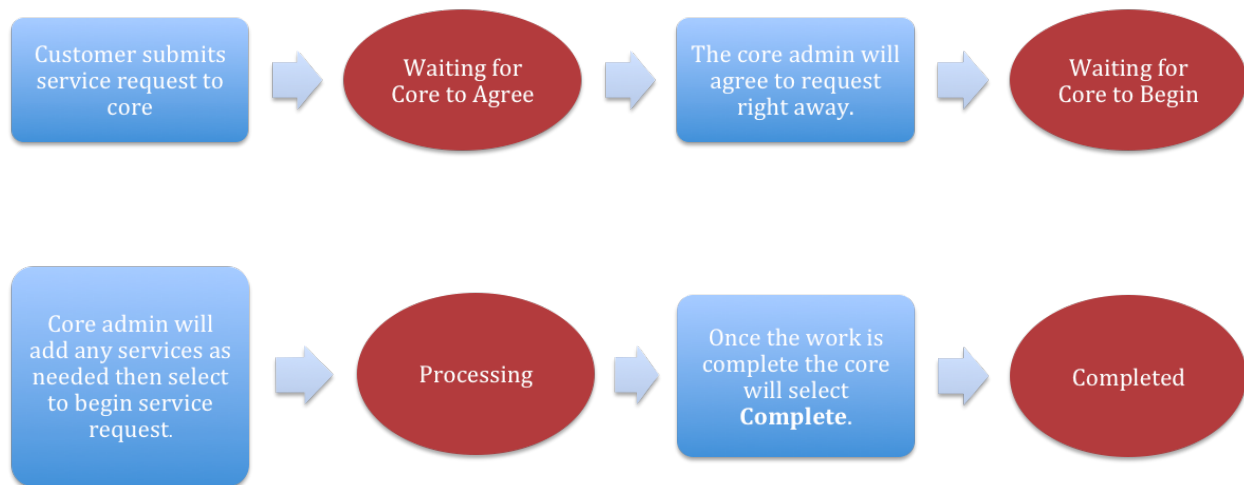 Customer submits
service request to
core
Waiting for
Core to Agree
The core admin will
agree to request
right away.
Waiting for
Core to Begin
Core admin will
add any services as
needed then select
to begin service
request.
Processing
Once the work is
complete the core
will select
Complete.
Completed